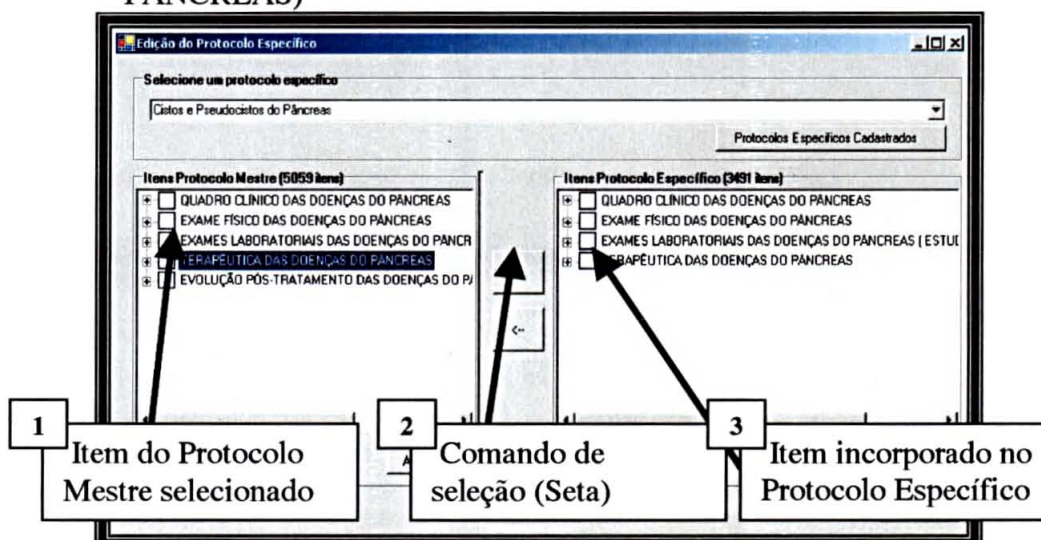 PÂNCREAS)
Edição do Protocolo Específico
Selecione um protocolo específico
Cistos e Pseudocistos do Pâncreas
Protocolos Específicos Cadastrados
Itens Protocolo Mestre (5059 itens)
QUADRO CLÍNICO DAS DOENÇAS DO PÂNCREAS
EXAME FÍSICO DAS DOENÇAS DO PÂNCREAS
EXAMES LABORATORIAIS DAS DOENÇAS DO PÂNCR
TERAPÊUTICA DAS DOENÇAS DO PÂNCREAS
EVOLUÇÃO PÓS-TRATAMENTO DAS DOENÇAS DO P
<--
Itens Protocolo Específico (3491 itens)
QUADRO CLÍNICO DAS DOENÇAS DO PÂNCREAS
EXAME FÍSICO DAS DOENÇAS DO PÂNCREAS
EXAMES LABORATORIAIS DAS DOENÇAS DO PÂNCREAS ( ESTUD
ERAPÊUTICA DAS DOENÇAS DO PÂNCREAS
1
Item do Protocolo
Mestre selecionado
2
Comando de
seleção (Seta)
3
Item incorporado no
Protocolo Específico